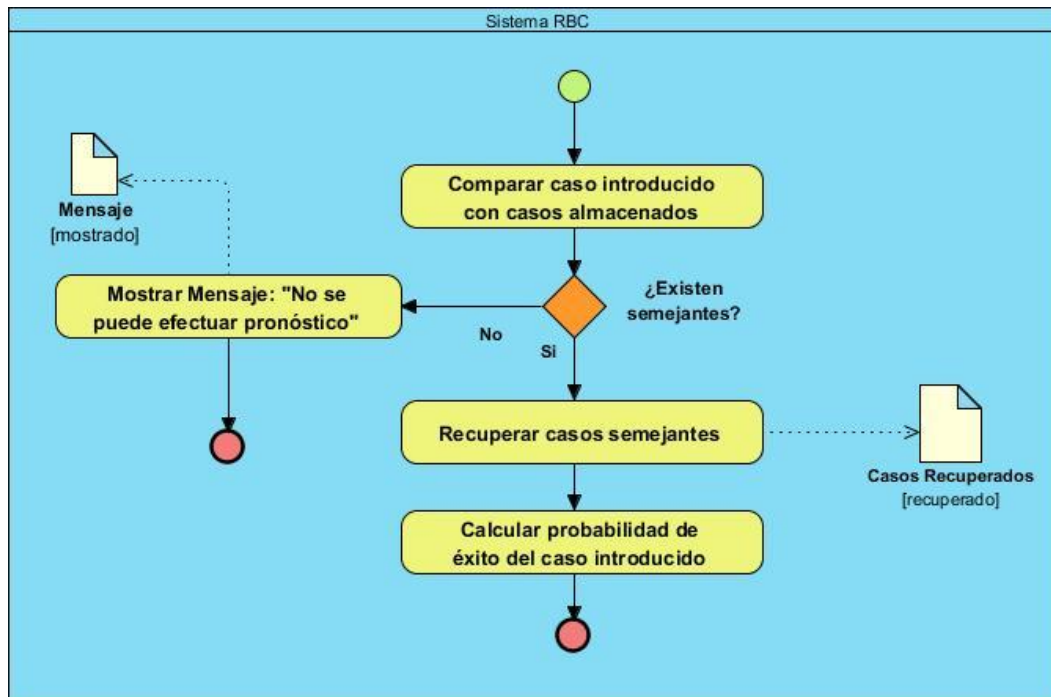 Sistema RBC
Comparar caso introducido
con casos almacenados
Mensaje
[mostrado]
Mostrar Mensaje: "No se
puede efectuar pronóstico"
¿Existen
semejantes?
No
Si
Recuperar casos semejantes
Casos Recuperados
[recuperado]
Calcular probabilidad de
éxito del caso introducido